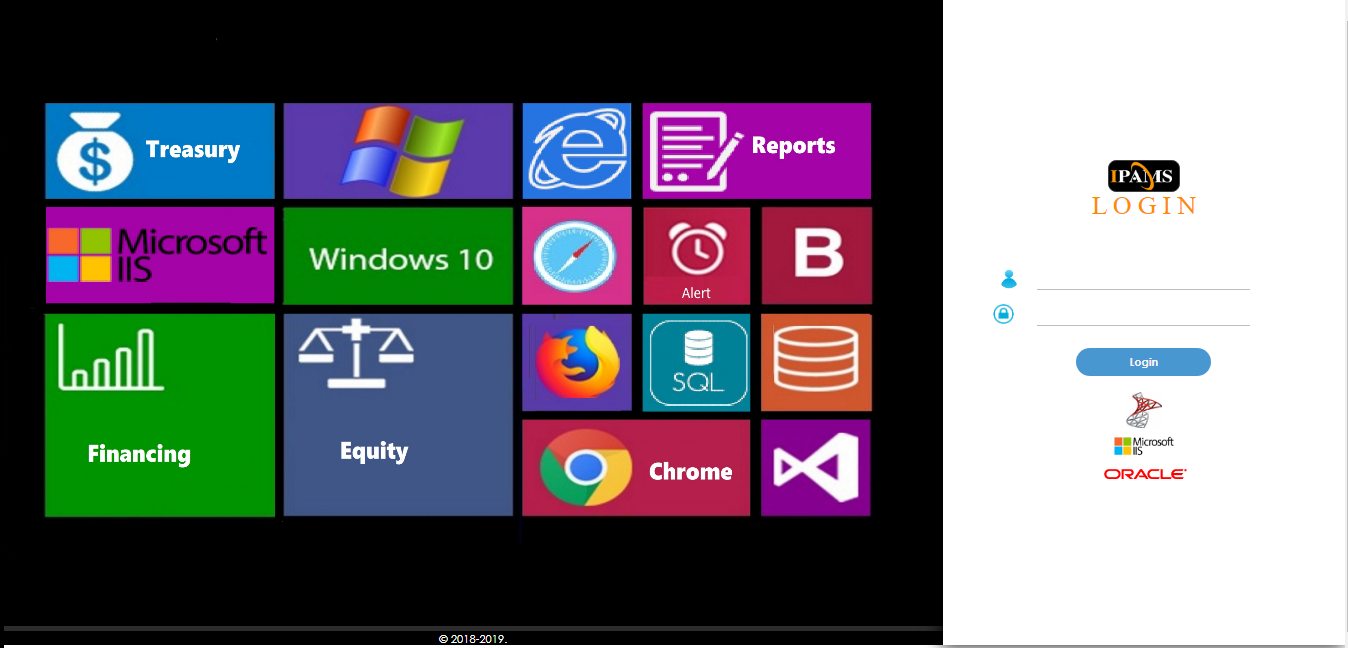 Treasury
Reports
Microsoft
IIS
Windows 10
Alert
B
SQL
Financing
Equity
Chrome
© 2018-2019.
IPAMS
LOGIN
Login
Microsoft
IIS
ORACLE